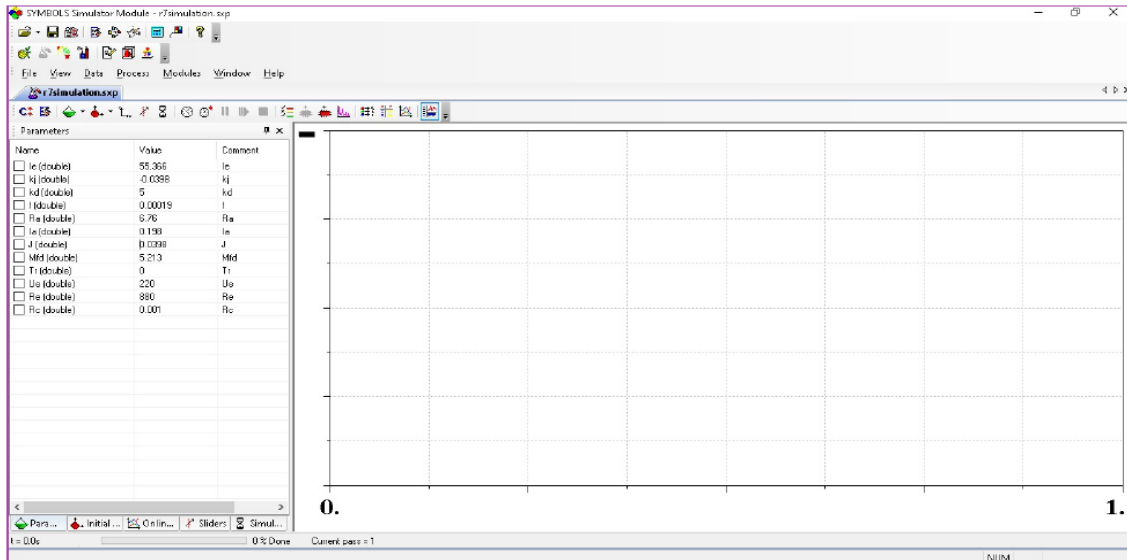 SYMBOLS Simulator Module - r7simulation.sxp
File View Data Process Modules Window Help
r7simulation.sxp
Parameters
Name Value Comment
Ie (double) 55.366 Ie
kj (double) -0.0398 kj
kd (double) 5 kd
f (double) 0.00019 f
Ra (double) 6.76 Ra
Ia (double) 0.198 Ia
J (double) 0.0398 J
Mfd (double) 5.213 Mfd
Tr (double) 0 Tr
Ue (double) 220 Ue
Re (double) 880 Re
Rc (double) 0.001 Rc
0. 1.
Para... Initial ... Onlin... Sliders Simul...
t = 0.0s 0 % Done Current pass = 1
NUM